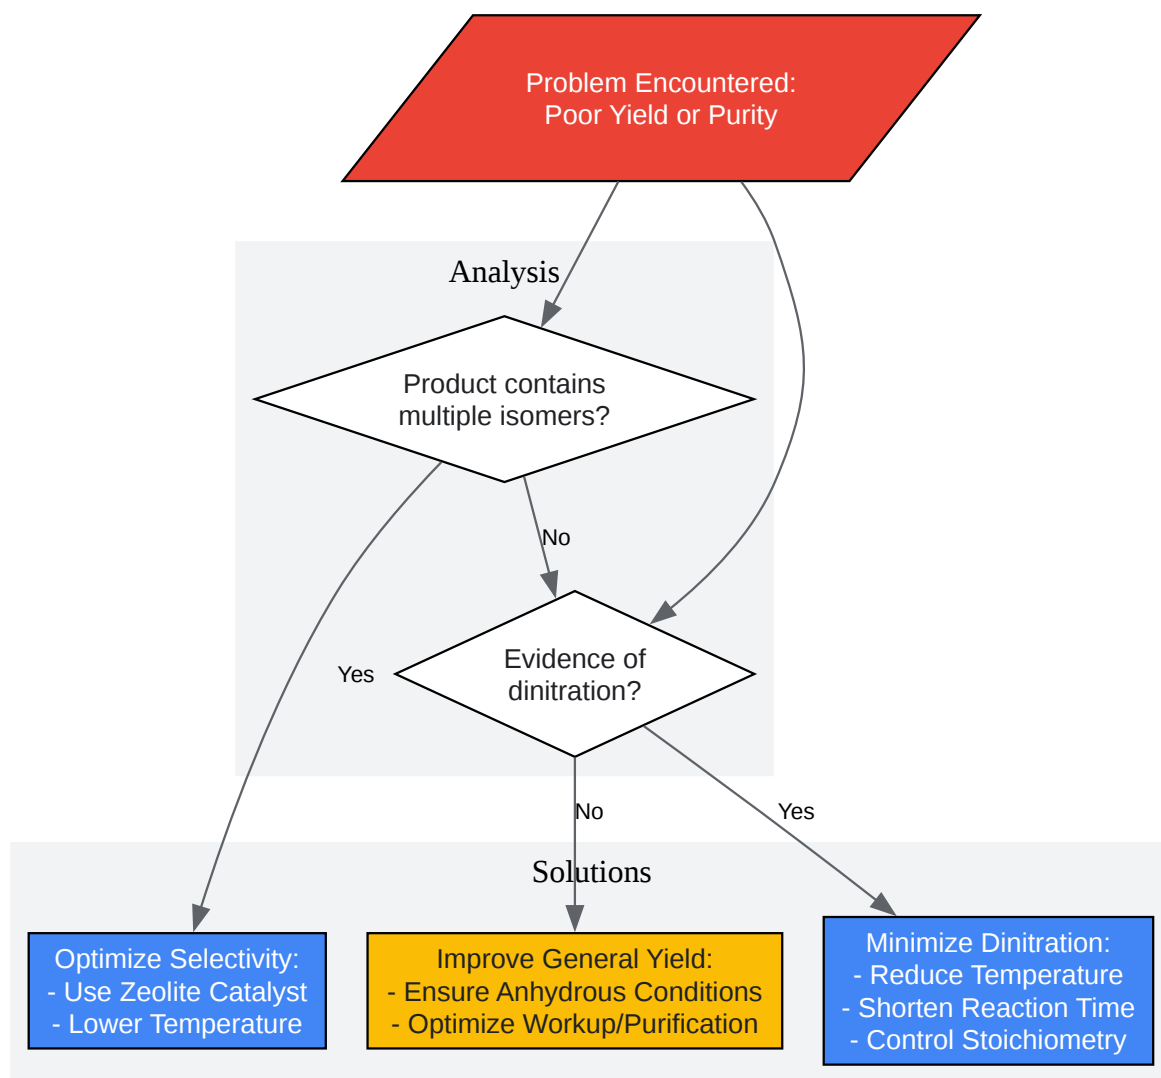 Problem Encountered:
Poor Yield or Purity
Analysis
Product contains
multiple isomers?
No
Evidence of
dinitration?
Yes
No
Yes
Solutions
Optimize Selectivity:
- Use Zeolite Catalyst
- Lower Temperature
Improve General Yield:
- Ensure Anhydrous Conditions
- Optimize Workup/Purification
Minimize Dinitration:
- Reduce Temperature
- Shorten Reaction Time
- Control Stoichiometry